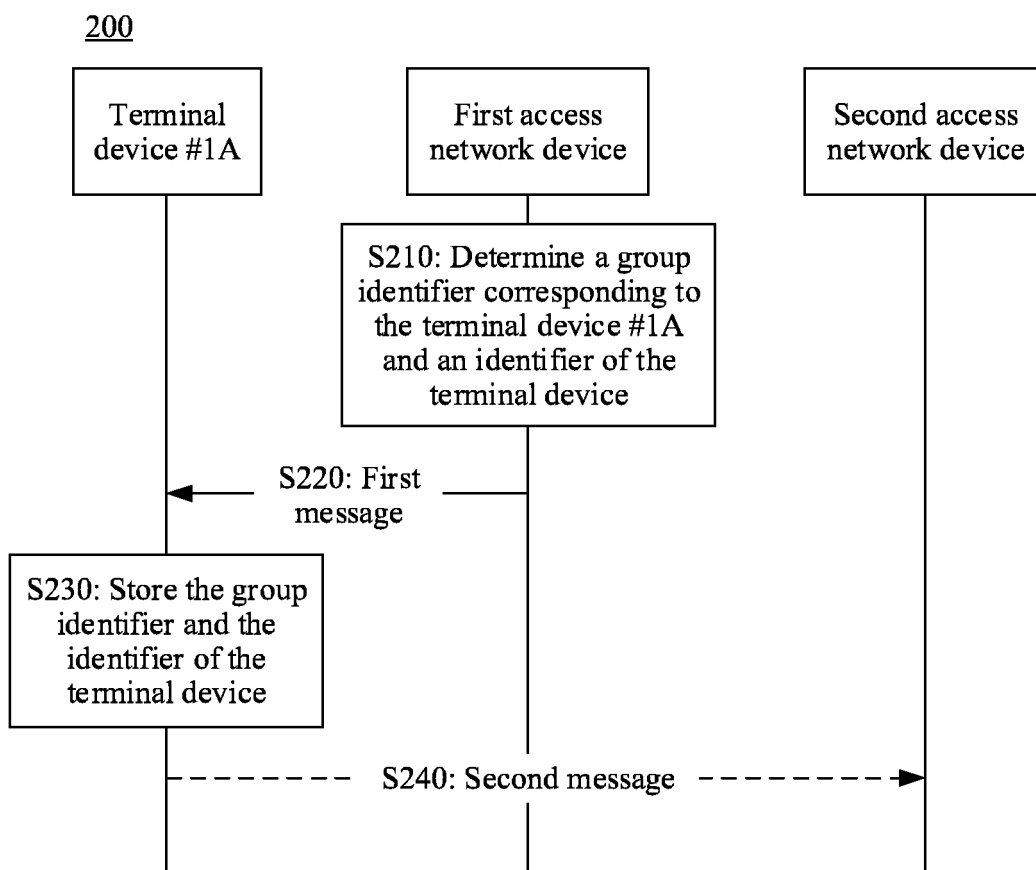 200
Terminal
device #1A
First access
network device
Second access
network device
S210: Determine a group
identifier corresponding to
the terminal device #1A
and an identifier of the
terminal device
S220: First
message
S230: Store the group
identifier and the
identifier of the
terminal device
S240: Second message